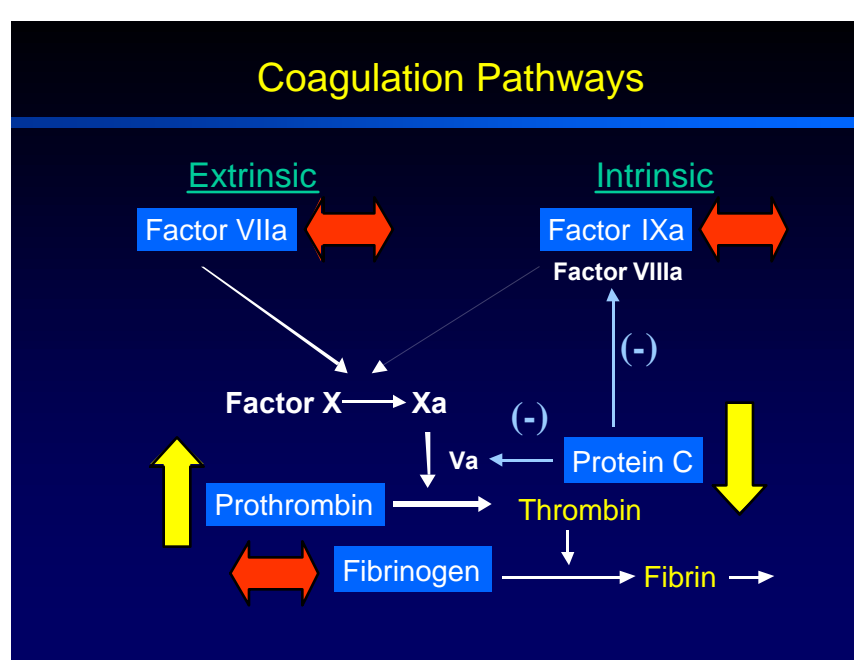 Coagulation Pathways
Extrinsic
Intrinsic
Factor VIIa
Factor IXa
Factor VIIIa
(-)
Factor X
Xa
(-)
Va
Protein C
Prothrombin
Thrombin
Fibrinogen
Fibrin